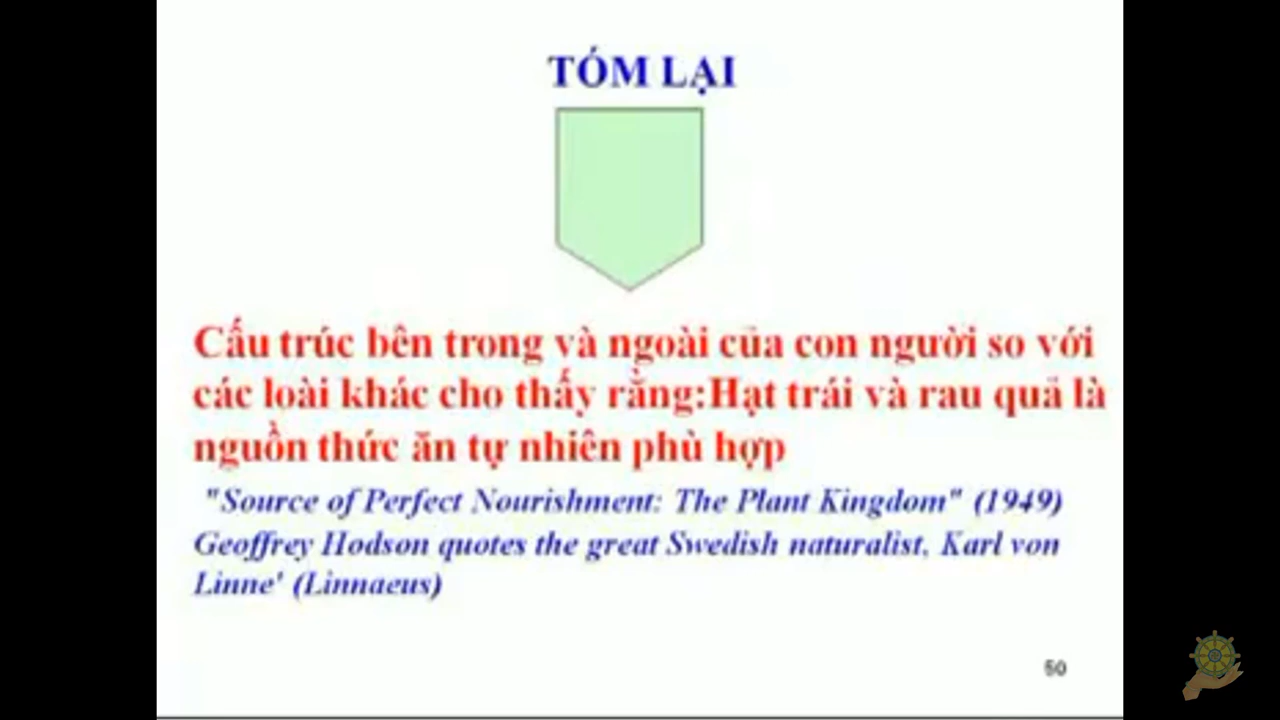 TÓM LẠI
Cấu trúc bên trong và ngoài của con người so với
các loài khác cho thấy rằng:Hạt trái và rau quả là
nguồn thức ăn tự nhiên phù hợp
"Source of Perfect Nourishment: The Plant Kingdom" (1949)
Geoffrey Hodson quotes the great Swedish naturalist, Karl von
Linne' (Linnaeus)
50